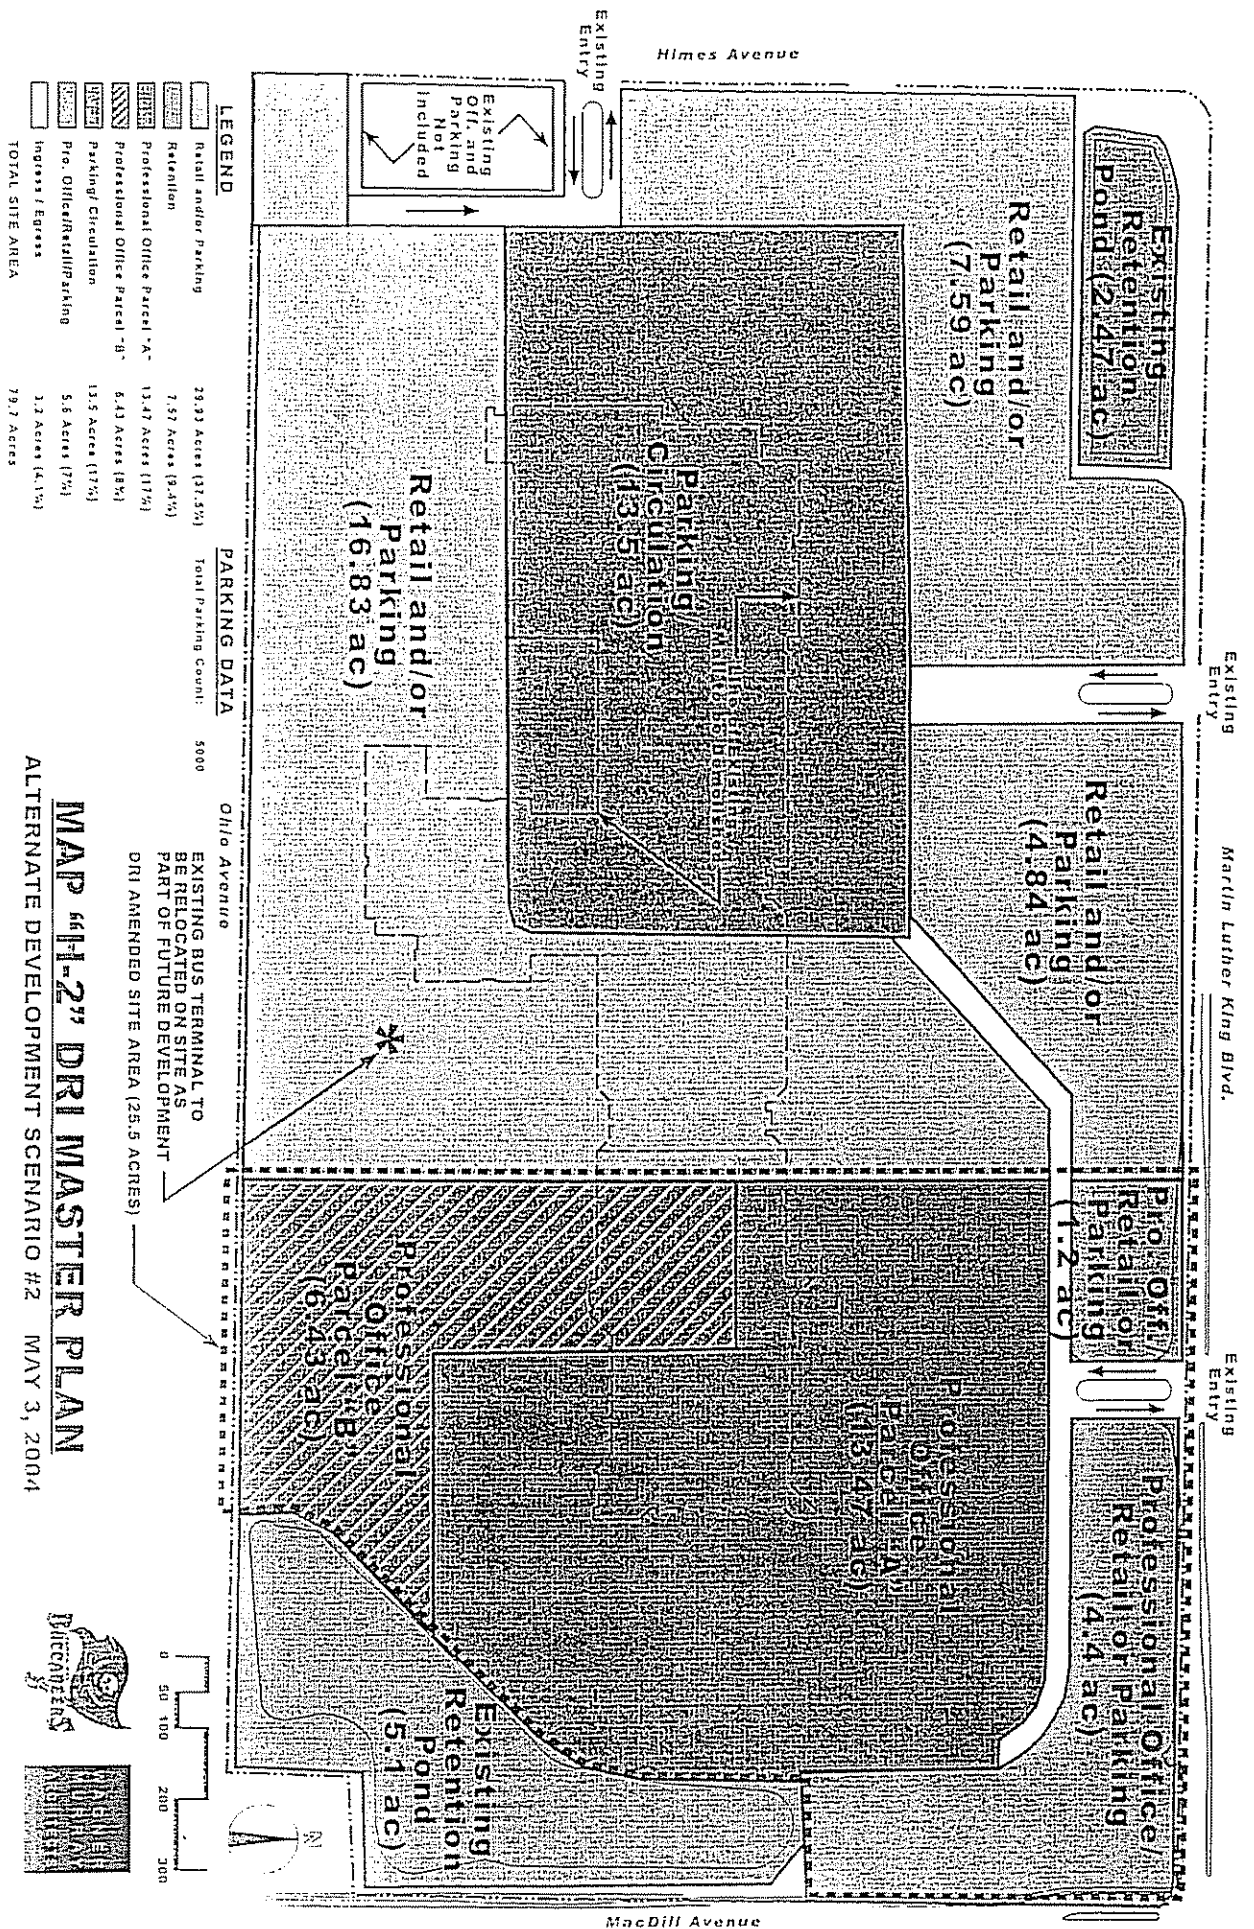 Himes Avenue
Existing
Entry
Existing
Off. and
Parking
Not
Included
Existing
Retention
Pond (2.47 ac)
Retail and/or
Parking
(7.59 ac)
Parking/
Circulation
(13.5 ac)
Retail and/or
Parking
(16.83 ac)
Existing
Entry
Martin Luther King Blvd.
Retail and/or
Parking
(4.84 ac)
Pro. Off./
Retail or
Parking
(1.2 ac)
Existing
Entry
Professional Office/
Retail or Parking
(4.4 ac)
Professional
Office
Parcel "A"
(13.47 ac)
Professional
Office
Parcel "B"
(6.43 ac)
Existing
Retention
Pond
(5.1 ac)
MacDill Avenue
Ohio Avenue
LEGEND
Retail and/or Parking 29.93 Acres (37.5%)
Retention 7.57 Acres (9.4%)
Professional Office Parcel "A" 13.47 Acres (17%)
Professional Office Parcel "B" 6.43 Acres (8%)
Parking/ Circulation 13.5 Acres (17%)
Pro. Office/Retail/Parking 5.6 Acres (7%)
Ingress / Egress 3.2 Acres (4.1%)
TOTAL SITE AREA 79.7 Acres
PARKING DATA
Total Parking Count: 5000
EXISTING BUS TERMINAL TO
BE RELOCATED ON SITE AS
PART OF FUTURE DEVELOPMENT
DRI AMENDED SITE AREA (25.5 ACRES)
MAP "H-2" DRI MASTER PLAN
ALTERNATE DEVELOPMENT SCENARIO #2 MAY 3, 2004
BUCCANEERS
0 50 100 200 300
N